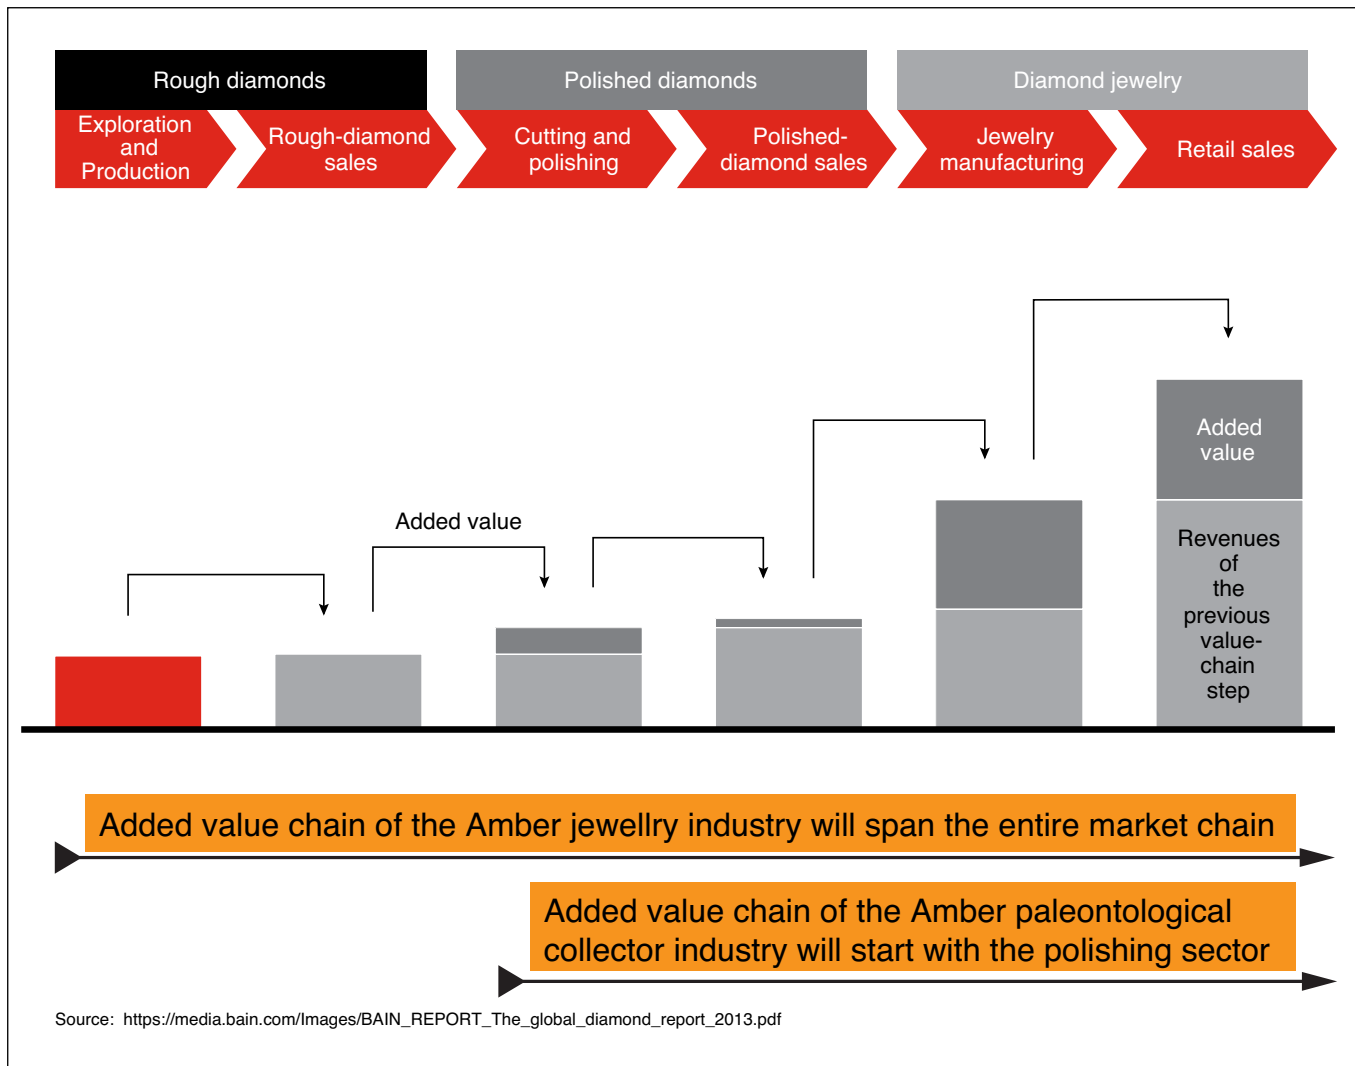 Rough diamonds
Polished diamonds
Diamond jewelry
Exploration
and
Production
Rough-diamond
sales
Cutting and
polishing
Polished-
diamond sales
Jewelry
manufacturing
Retail sales
Added value
Added
value
Revenues
of
the
previous
value-
chain
step
Added value chain of the Amber jewellry industry will span the entire market chain
Added value chain of the Amber paleontological
collector industry will start with the polishing sector
Source: https://media.bain.com/Images/BAIN_REPORT_The_global_diamond_report_2013.pdf